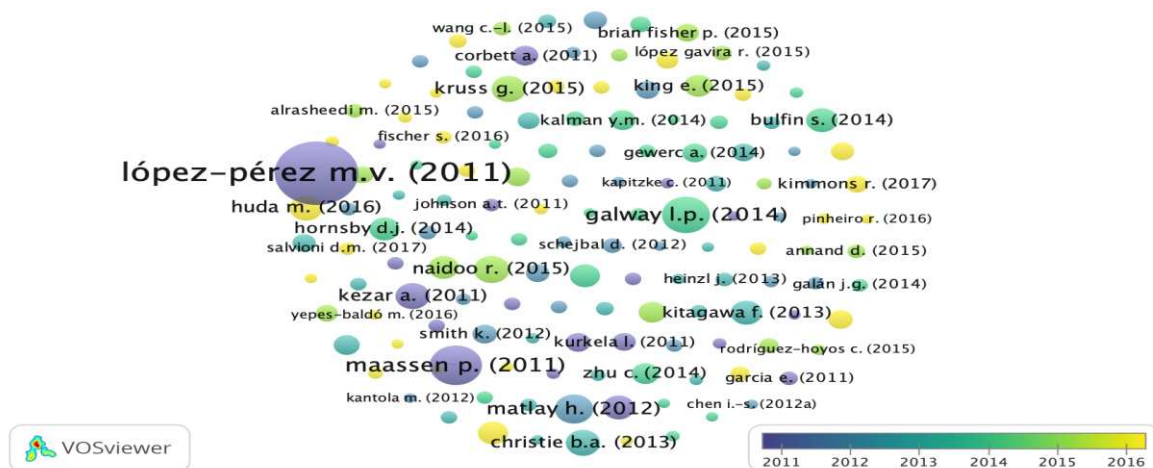 wang c.-l. (2015)
brian fisher p. (2015)
corbett a. (2011)
lópez gavira r. (2015)
kruss g. (2015)
king e. (2015)
alrasheedi m. (2015)
kalman y.m. (2014)
bulfin s. (2014)
fischer s. (2016)
gewerc a. (2014)
lópez-pérez m.v. (2011)
kapitzke c. (2011)
kimmons r. (2017)
huda m. (2016)
johnson a.t. (2011)
galway l.p. (2014)
pinheiro r. (2016)
hornsby d.j. (2014)
salvioni d.m. (2017)
schejbal d. (2012)
annand d. (2015)
naidoo r. (2015)
heinzl j. (2013)
galán j.g. (2014)
kezar a. (2011)
yepes-baldó m. (2016)
kitagawa f. (2013)
smith k. (2012)
kurkela l. (2011)
rodríguez-hoyos c. (2015)
maassen p. (2011)
zhu c. (2014)
garcia e. (2011)
kantola m. (2012)
matlay h. (2012)
chen i.-s. (2012a)
christie b.a. (2013)
VOSviewer
2011 2012 2013 2014 2015 2016